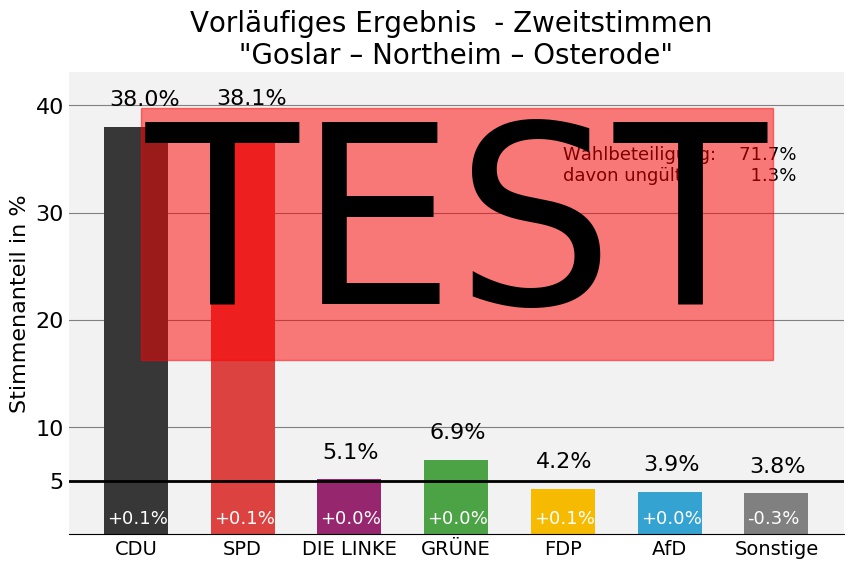 Vorläufiges Ergebnis - Zweitstimmen
"Goslar – Northeim – Osterode"
Stimmenanteil in %
40
30
20
10
5
38.0% 38.1% 5.1% 6.9% 4.2% 3.9% 3.8%
TEST
71.7%
davon 1.3%
+0.1% +0.1% +0.0% +0.0% +0.1% +0.0% -0.3%
CDU SPD DIE LINKE GRÜNE FDP AfD Sonstige